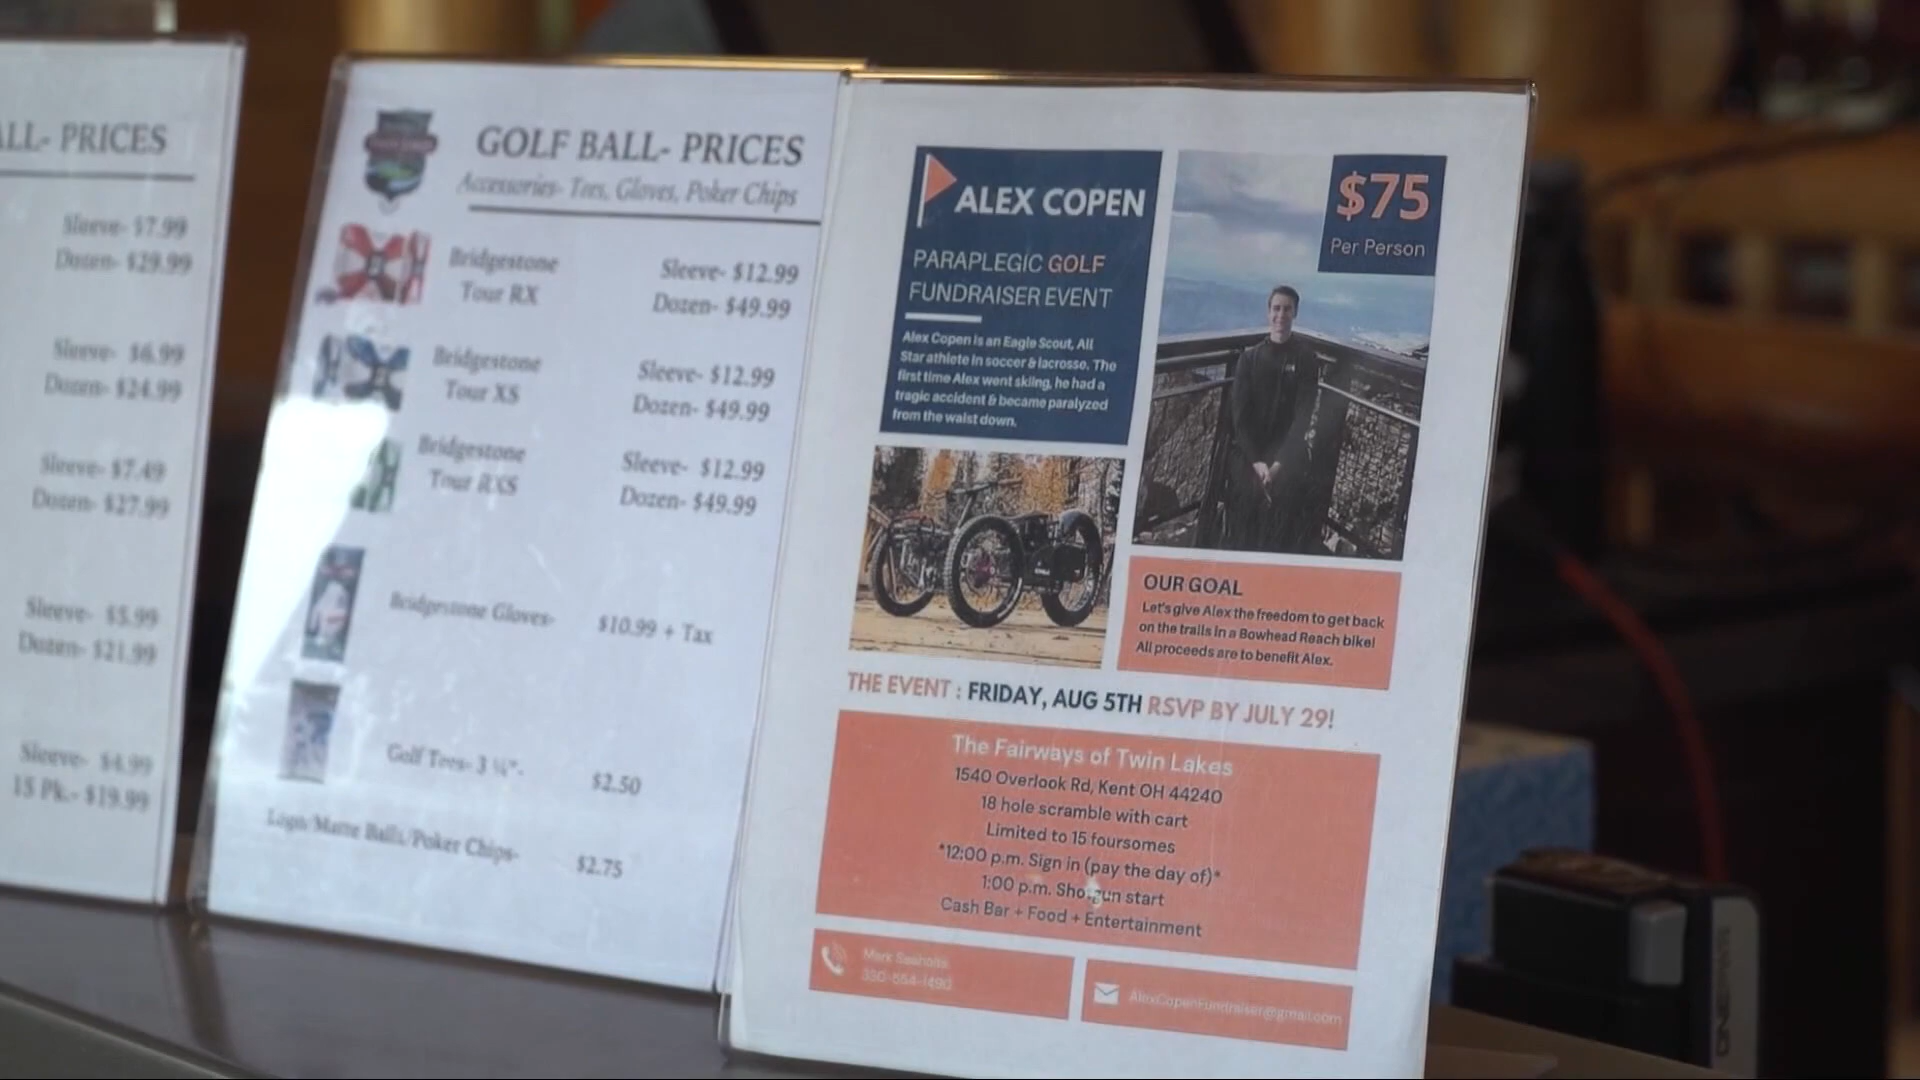 ALL- PRICES
Sleeve- $7.99
Dozen- $29.99
Sleeve- $6.99
Dozen- $24.99
Sleeve- $7.49
Dozen- $27.99
Sleeve- $5.99
Dozen- $21.99
Sleeve- $4.99
15 Pk.- $19.99
GOLF BALL- PRICES
Accessories- Tees, Gloves, Poker Chips
Bridgestone
Tour RX
Sleeve- $12.99
Dozen- $49.99
Bridgestone
Tour XS
Sleeve- $12.99
Dozen- $49.99
Bridgestone
Tour RXS
Sleeve- $12.99
Dozen- $49.99
Bridgestone Gloves-
$10.99 + Tax
Golf Tees- 3 ¼"-
$2.50
Logo/Matte Balls/Poker Chips-
$2.75
ALEX COPEN
PARAPLEGIC GOLF
FUNDRAISER EVENT
Alex Copen is an Eagle Scout, All
Star athlete in soccer & lacrosse. The
first time Alex went skiing, he had a
tragic accident & became paralyzed
from the waist down.
$75
Per Person
OUR GOAL
Let's give Alex the freedom to get back
on the trails in a Bowhead Reach bike!
All proceeds are to benefit Alex.
THE EVENT : FRIDAY, AUG 5TH RSVP BY JULY 29!
The Fairways of Twin Lakes
1540 Overlook Rd, Kent OH 44240
18 hole scramble with cart
Limited to 15 foursomes
*12:00 p.m. Sign in (pay the day of)*
1:00 p.m. Shotgun start
Cash Bar + Food + Entertainment
Mark
330-554-1490
AlexCopenFundraiser@gmail.com